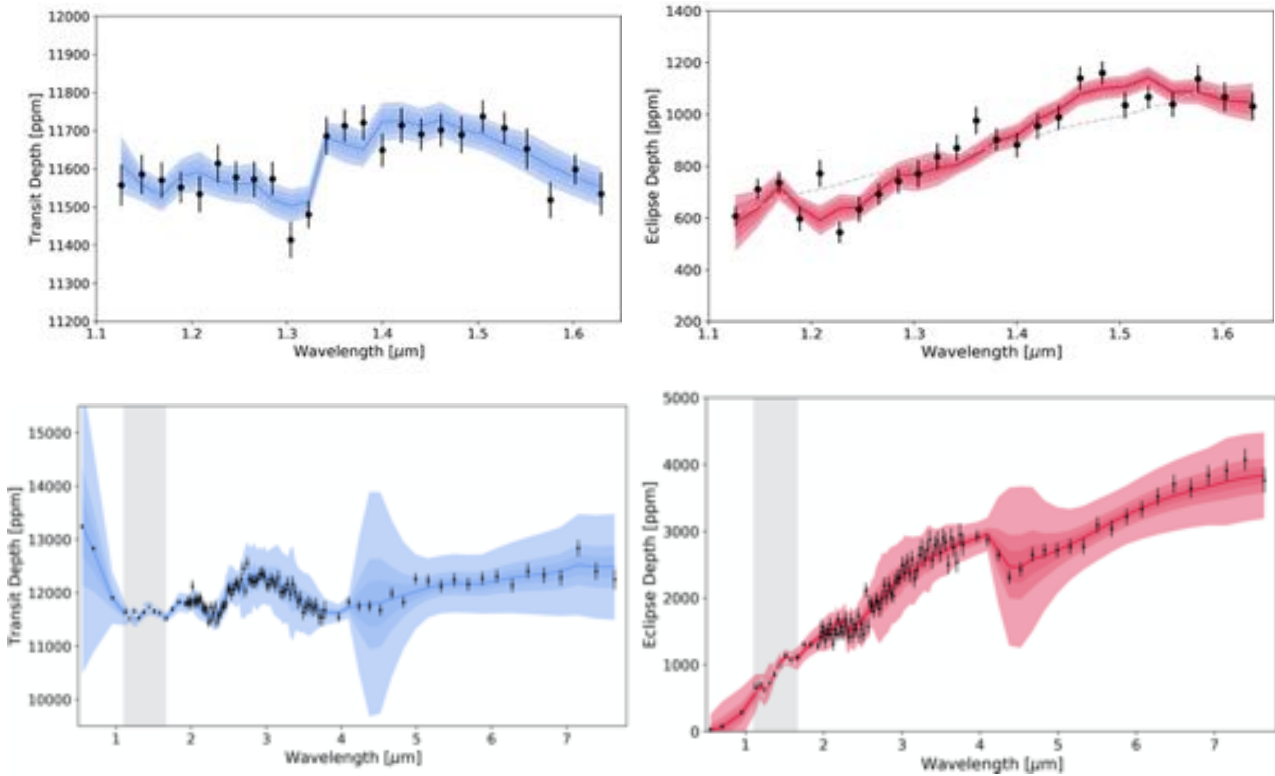 12000
11900
11800
11700
11600
11500
11400
11300
11200
Transit Depth [ppm]
1.1 1.2 1.3 1.4 1.5 1.6
Wavelength [μm]
1400
1200
1000
800
600
400
200
Eclipse Depth [ppm]
1.1 1.2 1.3 1.4 1.5 1.6
Wavelength [μm]
15000
14000
13000
12000
11000
10000
Transit Depth [ppm]
1 2 3 4 5 6 7
Wavelength [μm]
5000
4000
3000
2000
1000
0
Eclipse Depth [ppm]
1 2 3 4 5 6 7
Wavelength [μm]